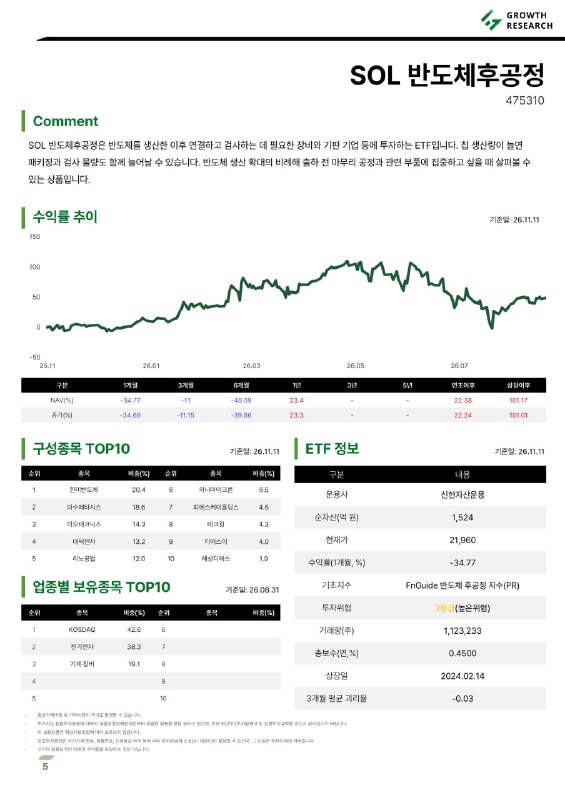 GROWTH
RESEARCH
SOL 반도체후공정
475310
Comment
SOL 반도체후공정은 반도체를 생산한 이후 연결하고 검사하는 데 필요한 장비와 기판 기업 등에 투자하는 ETF입니다. 칩 생산량이 늘면
패키징과 검사 물량도 함께 늘어날 수 있습니다. 반도체 생산 확대의 비례해 출하 전 마무리 공정과 관련 부품에 집중하고 싶을 때 살펴볼 수
있는 상품입니다.
수익률 추이
기준일: 26.11.11
150
100
50
0
-50
25.11 26.01 26.03 26.05 26.07
구분 1개월 3개월 6개월 1년 3년 5년 연초이후 상장이후
NAV(%) -34.77 -11 -40.09 23.4 - - 22.38 101.17
종가(%) -34.69 -11.15 -39.86 23.3 - - 22.24 101.01
구성종목 TOP10
기준일: 26.11.11
순위 종목 비중(%) 순위 종목 비중(%)
1 한미반도체 20.4 6 하나마이크론 6.5
2 이수페타시스 18.6 7 피에스케이홀딩스 4.6
3 이오테크닉스 14.3 8 테크윙 4.3
4 대덕전자 13.2 9 티에스이 4.0
5 리노공업 12.0 10 해성디에스 1.9
업종별 보유종목 TOP10
기준일: 26.08.31
순위 종목 비중(%) 순위 종목 비중(%)
1 KOSDAQ 42.6 6
2 전기전자 38.3 7
3 기계·장비 19.1 8
4 9
5 10
ETF 정보
기준일: 26.11.11
구분 내용
운용사 신한자산운용
순자산(억 원) 1,524
현재가 21,960
수익률(1개월, %) -34.77
기초지수 FnGuide 반도체 후공정 지수(PR)
투자위험 2등급(높은위험)
거래량(주) 1,123,233
총보수(연,%) 0.4500
상장일 2024.02.14
3개월 평균 괴리율 -0.03
5